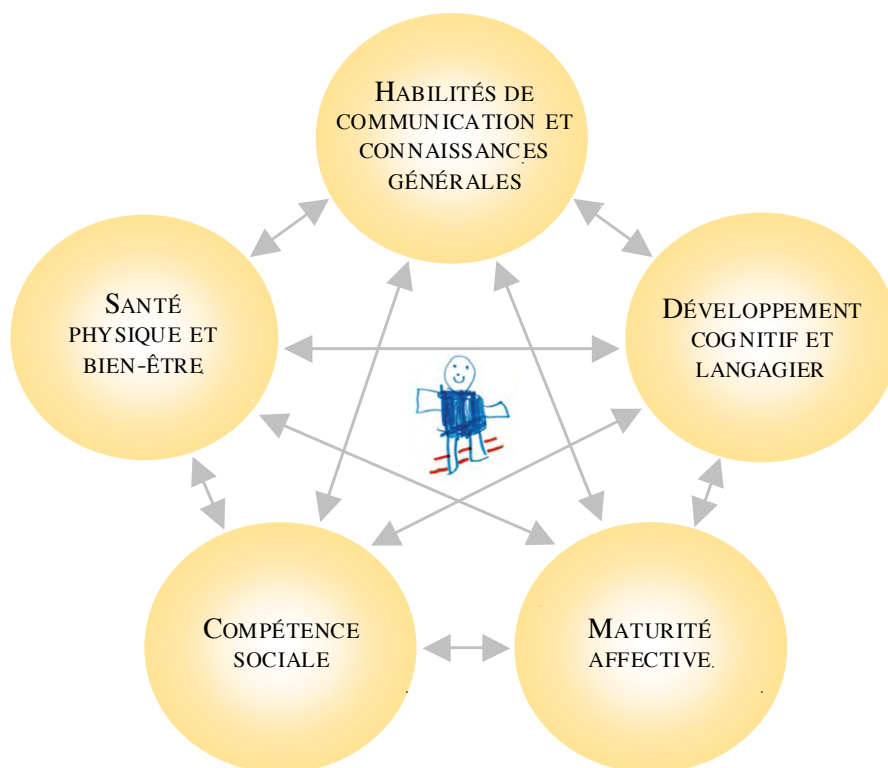 HABILITÉS DE
COMMUNICATION ET
CONNAISSANCES
GÉNÉRALES
SANTÉ
PHYSIQUE ET
BIEN-ÊTRE
DÉVELOPPEMENT
COGNITIF ET
LANGAGIER
COMPÉTENCE
SOCIALE
MATURITÉ
AFFECTIVE